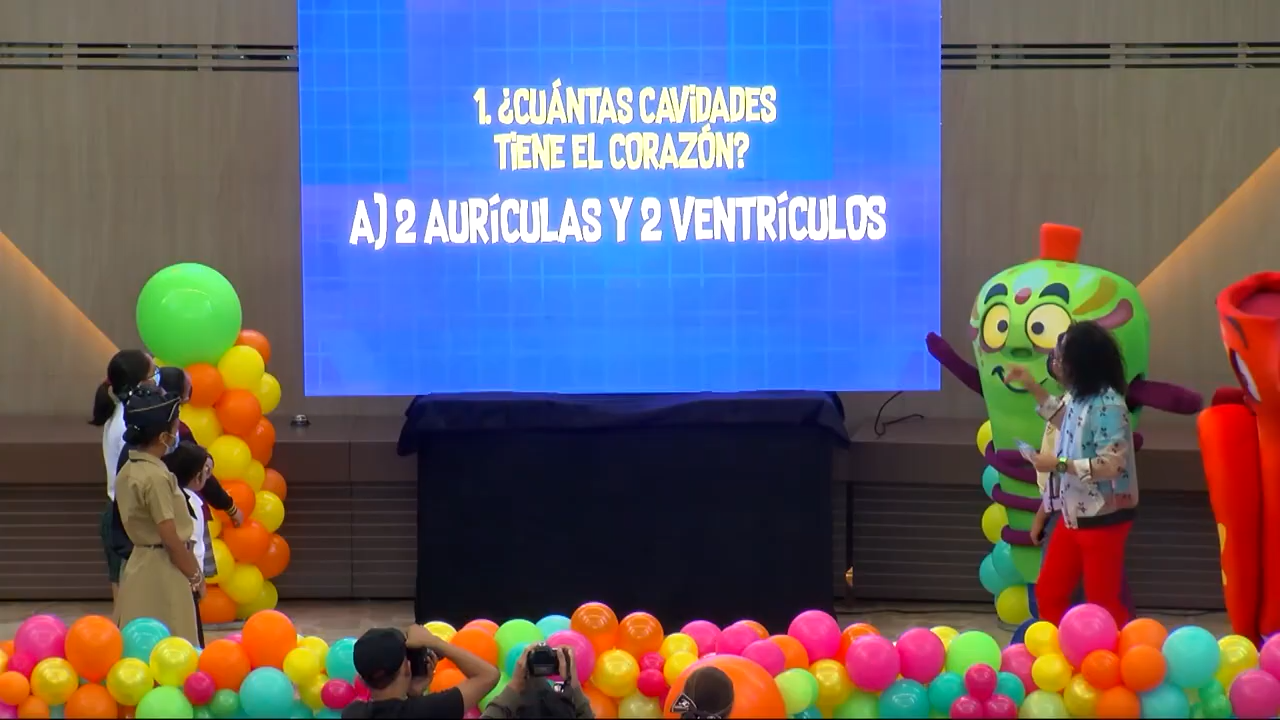 1. ¿CUÁNTAS CAVIDADES
TIENE EL CORAZÓN?
A) 2 AURÍCULAS Y 2 VENTRÍCULOS